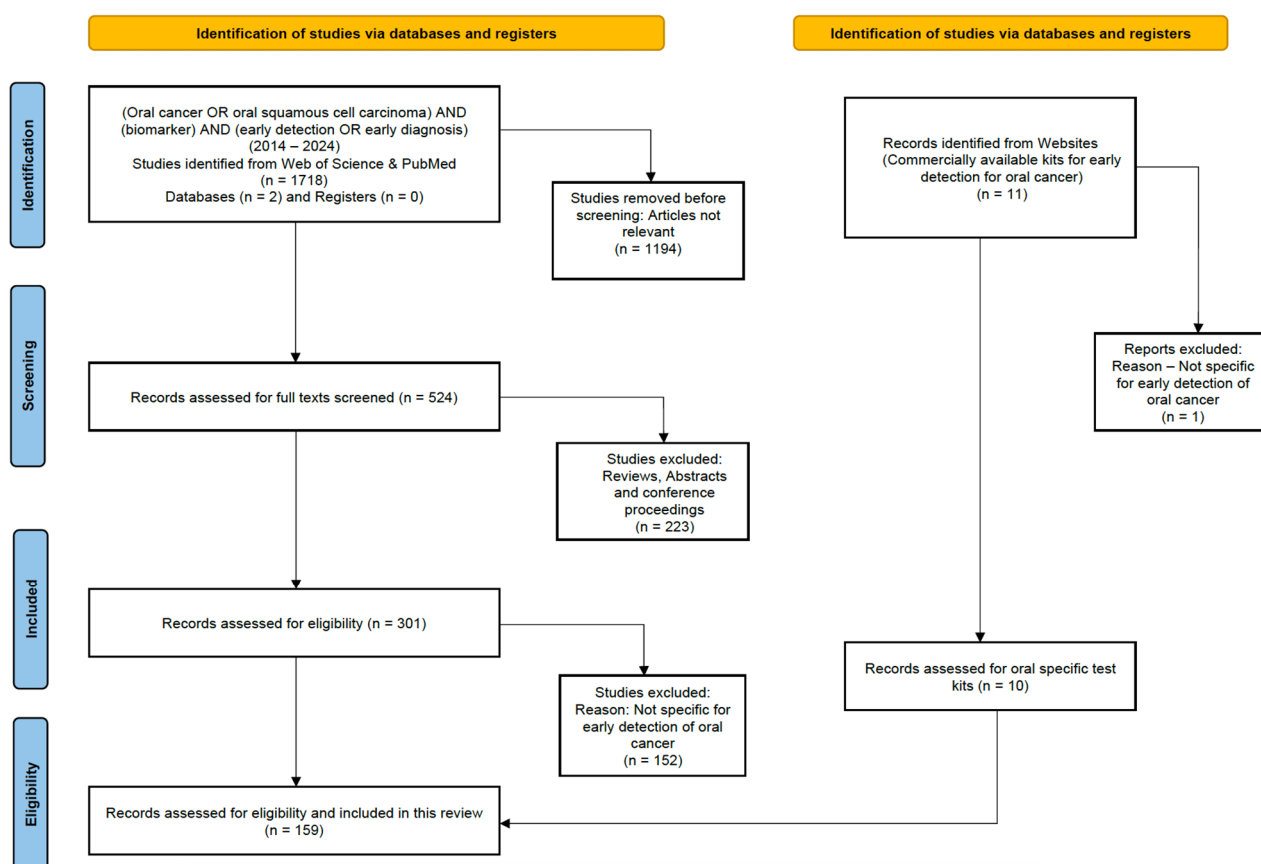 Identification of studies via databases and registers
Identification of studies via databases and registers
Identification
(Oral cancer OR oral squamous cell carcinoma) AND
(biomarker) AND (early detection OR early diagnosis)
(2014 – 2024)
Studies identified from Web of Science & PubMed
(n = 1718)
Databases (n = 2) and Registers (n = 0)
Studies removed before
screening: Articles not
relevant
(n = 1194)
Records identified from Websites
(Commercially available kits for early
detection for oral cancer)
(n = 11)
Screening
Records assessed for full texts screened (n = 524)
Studies excluded:
Reviews, Abstracts
and conference
proceedings
(n = 223)
Reports excluded:
Reason – Not specific
for early detection of
oral cancer
(n = 1)
Included
Records assessed for eligibility (n = 301)
Studies excluded:
Reason: Not specific for
early detection of oral
cancer
(n = 152)
Records assessed for oral specific test
kits (n = 10)
Eligibility
Records assessed for eligibility and included in this review
(n = 159)